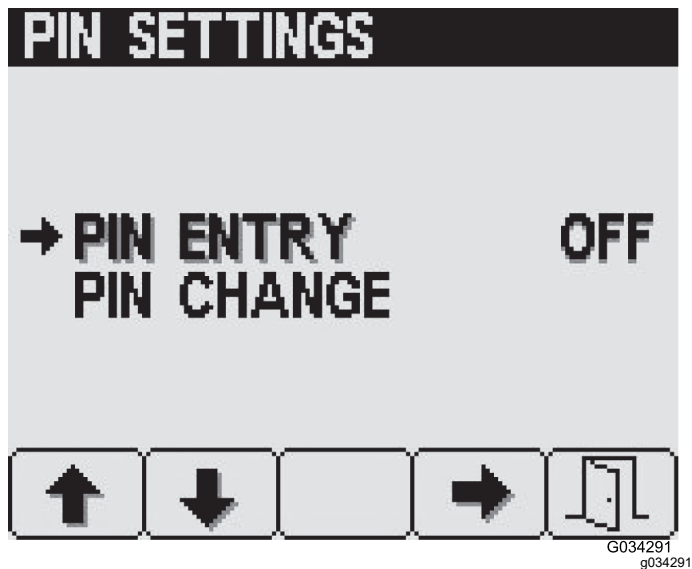 PIN SETTINGS
PIN ENTRY OFF
PIN CHANGE
G034291
g034291